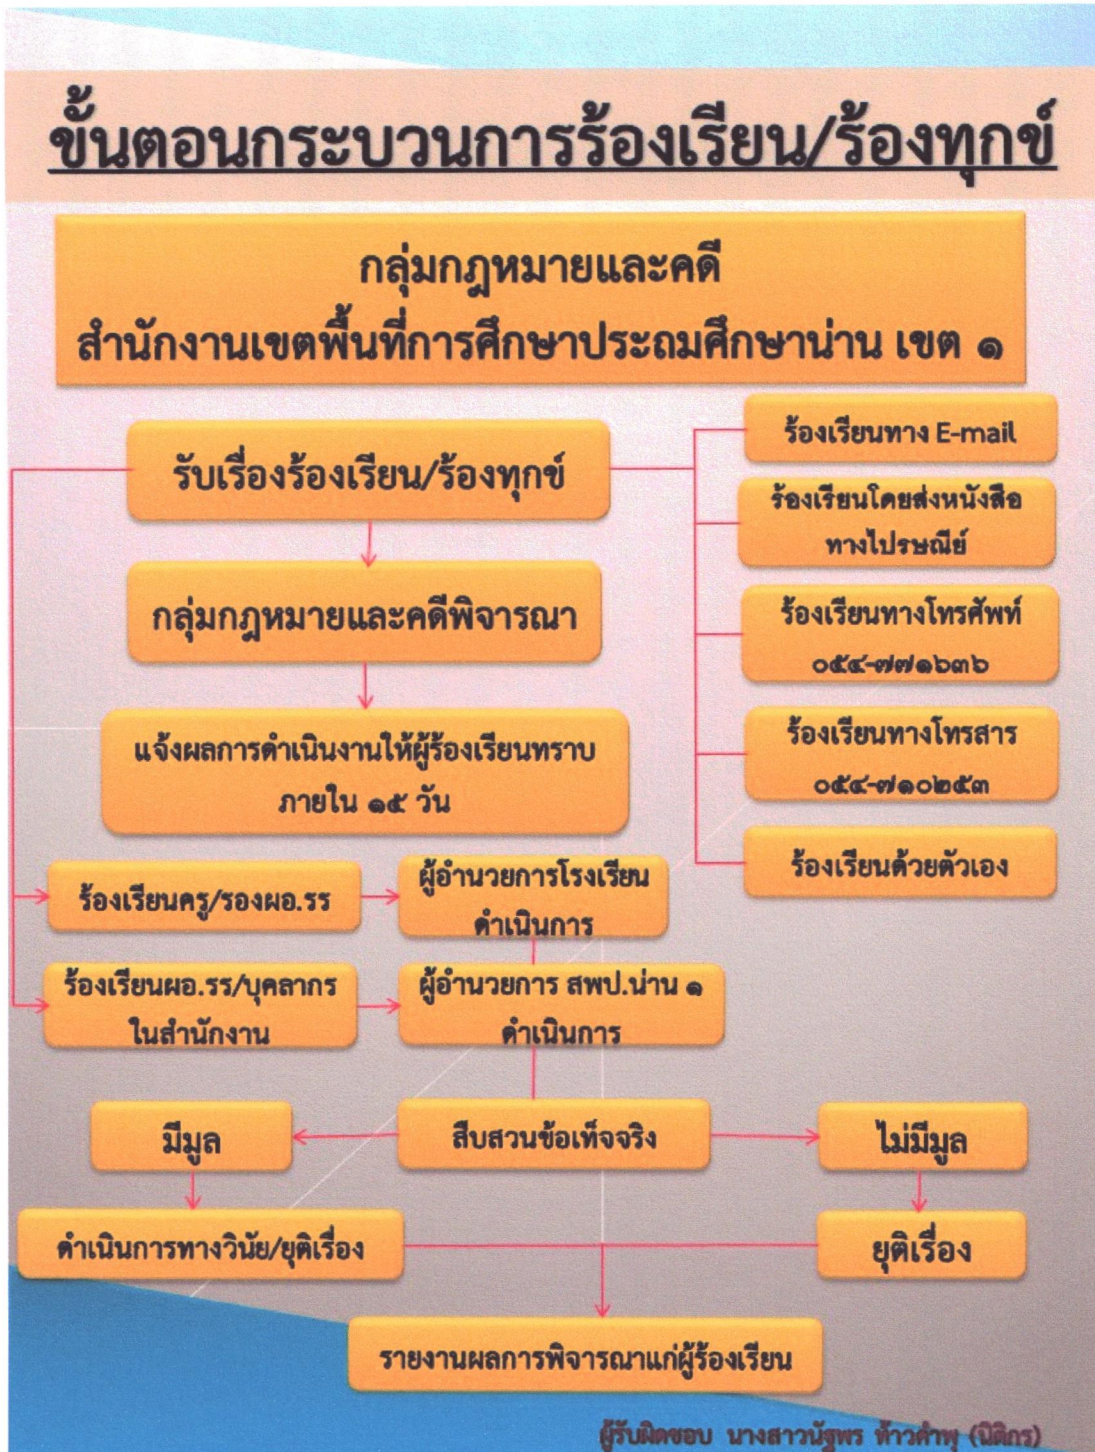 ขั้นตอนกระบวนการร้องเรียน/ร้องทุกข์
กลุ่มกฎหมายและคดี
สำนักงานเขตพื้นที่การศึกษาประถมศึกษาน่าน เขต ๑
รับเรื่องร้องเรียน/ร้องทุกข์
กลุ่มกฎหมายและคดีพิจารณา
แจ้งผลการดำเนินงานให้ผู้ร้องเรียนทราบ
ภายใน ๑๕ วัน
ร้องเรียนทาง E-mail
ร้องเรียนโดยส่งหนังสือ
ทางไปรษณีย์
ร้องเรียนทางโทรศัพท์
๐๕๔-๗๗๑๖๓๖
ร้องเรียนทางโทรสาร
๐๕๔-๗๑๐๒๕๓
ร้องเรียนด้วยตัวเอง
ร้องเรียนครู/รองผอ.รร
ผู้อำนวยการโรงเรียน
ดำเนินการ
ร้องเรียนผอ.รร/บุคลากร
ในสำนักงาน
ผู้อำนวยการ สพป.น่าน ๑
ดำเนินการ
มีมูล
สืบสวนข้อเท็จจริง
ไม่มีมูล
ดำเนินการทางวินัย/ยุติเรื่อง
ยุติเรื่อง
รายงานผลการพิจารณาแก่ผู้ร้องเรียน
ผู้รับผิดชอบ นางสาวนัฐพร ท้าวคำพุ (นิติกร)